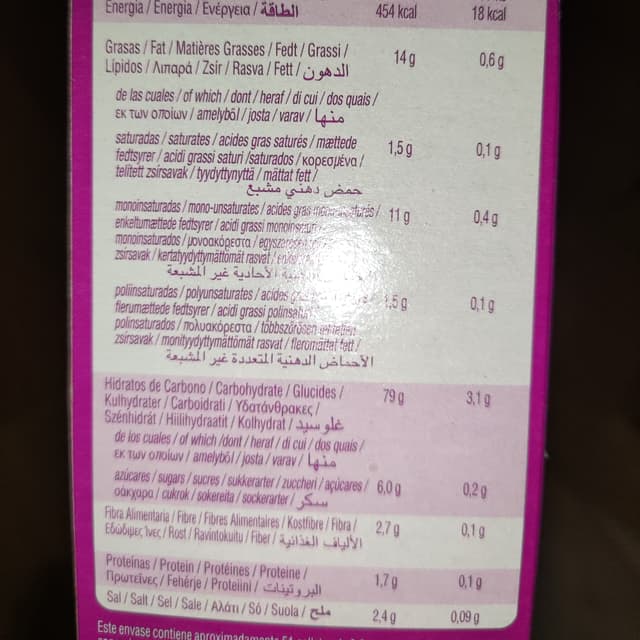 Energía / Energia / Ενέργεια / الطاقة 454 kcal 18 kcal
Grasas / Fat / Matières Grasses / Fedt / Grassi / 14 g 0,6 g
Lípidos / Λιπαρά / Zsír / Rasva / Fett / الدهون
de las cuales / of which / dont / heraf / di cui / dos quais /
εκ των οποίων / amelyből / josta / varav / منها
saturadas / saturates / acides gras saturés / mættede 1,5 g 0,1 g
fedtsyrer / acidi grassi saturi /saturados / κορεσμένα /
telített zsírsavak / tyydyttynyttä / mättat fett /
حمض دهني مشبع
monoinsaturadas / mono-unsaturates / acides gras 11 g 0,4 g
enkeltumættede fedtsyrer / acidi grassi
monoinsaturados / μονοακόρεστα /
zsírsavak / kertatyydyttymättömät rasvat /
الأحادية غير المشبعة
poliinsaturadas / polyunsaturates / acides 0,1 g
flerumættede fedtsyrer / acidi grassi
polinsaturados / πολυακόρεστα / többszörösen
zsírsavak / monityydyttymättömät rasvat / fleromättat fett /
الأحماض الدهنية المتعددة غير المشبعة
Hidratos de Carbono / Carbohydrate / Glucides / 79 g 3,1 g
Kulhydrater / Carboidrati / Υδατάνθρακες /
Szénhidrát / Hiilihydraatit / Kolhydrat /
de los cuales / of which /dont / heraf / di cui / dos quais /
εκ των οποίων / amelyből / josta / varav / منها
azúcares / sugars / sucres / sukkerarter / zuccheri / açúcares / 6,0 g 0,2 g
σάκχαρα / cukrok / sokereita / sockerarter / سكر
Fibra Alimentaria / Fibre / Fibres Alimentaires / Kostfibre / Fibra / 2,7 g 0,1 g
Εδώδιμες Ίνες / Rost / Ravintokuitu / Fiber / الألياف الغذائية
Proteínas / Protein / Protéines / Proteine / 1,7 g 0,1 g
Πρωτεΐνες / Fehérje / Proteiini / البروتينات
Sal / Salt / Sel / Sale / Αλάτι / Só / Suola / ملح 2,4 g 0,09 g
Este envase contiene aproximadamente